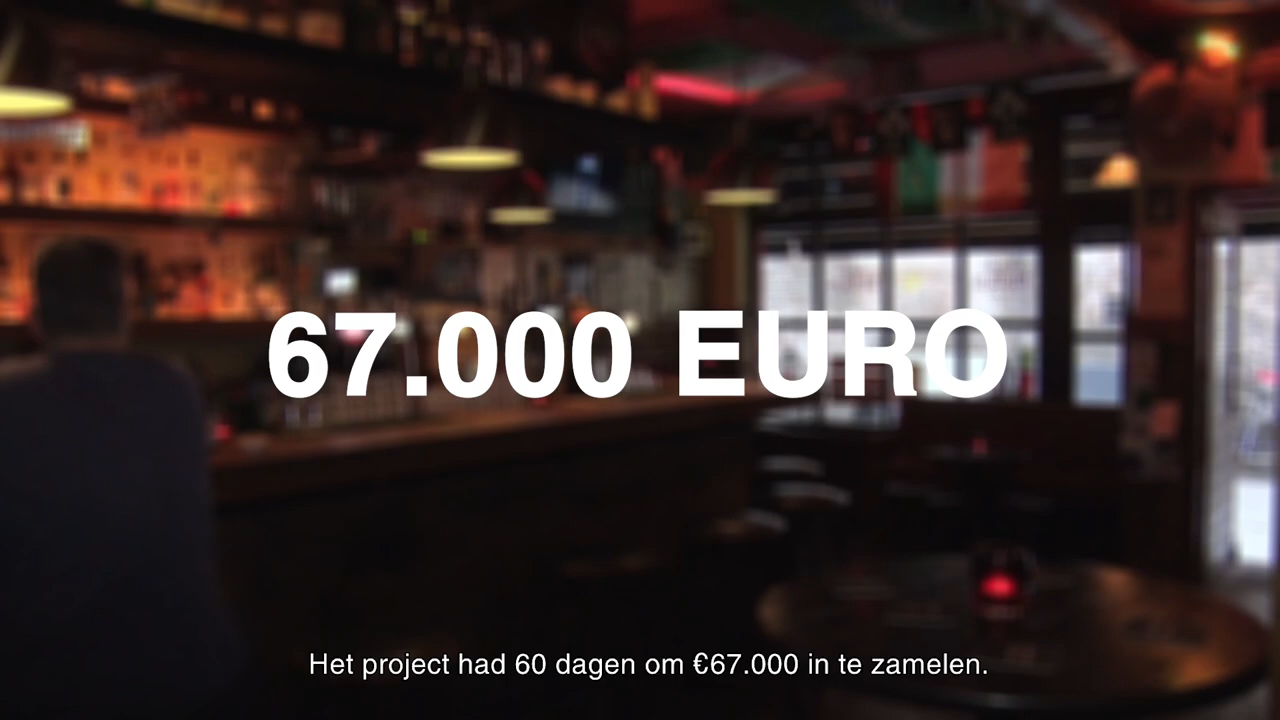 67.000 EURO
Het project had 60 dagen om €67.000 in te zamelen.